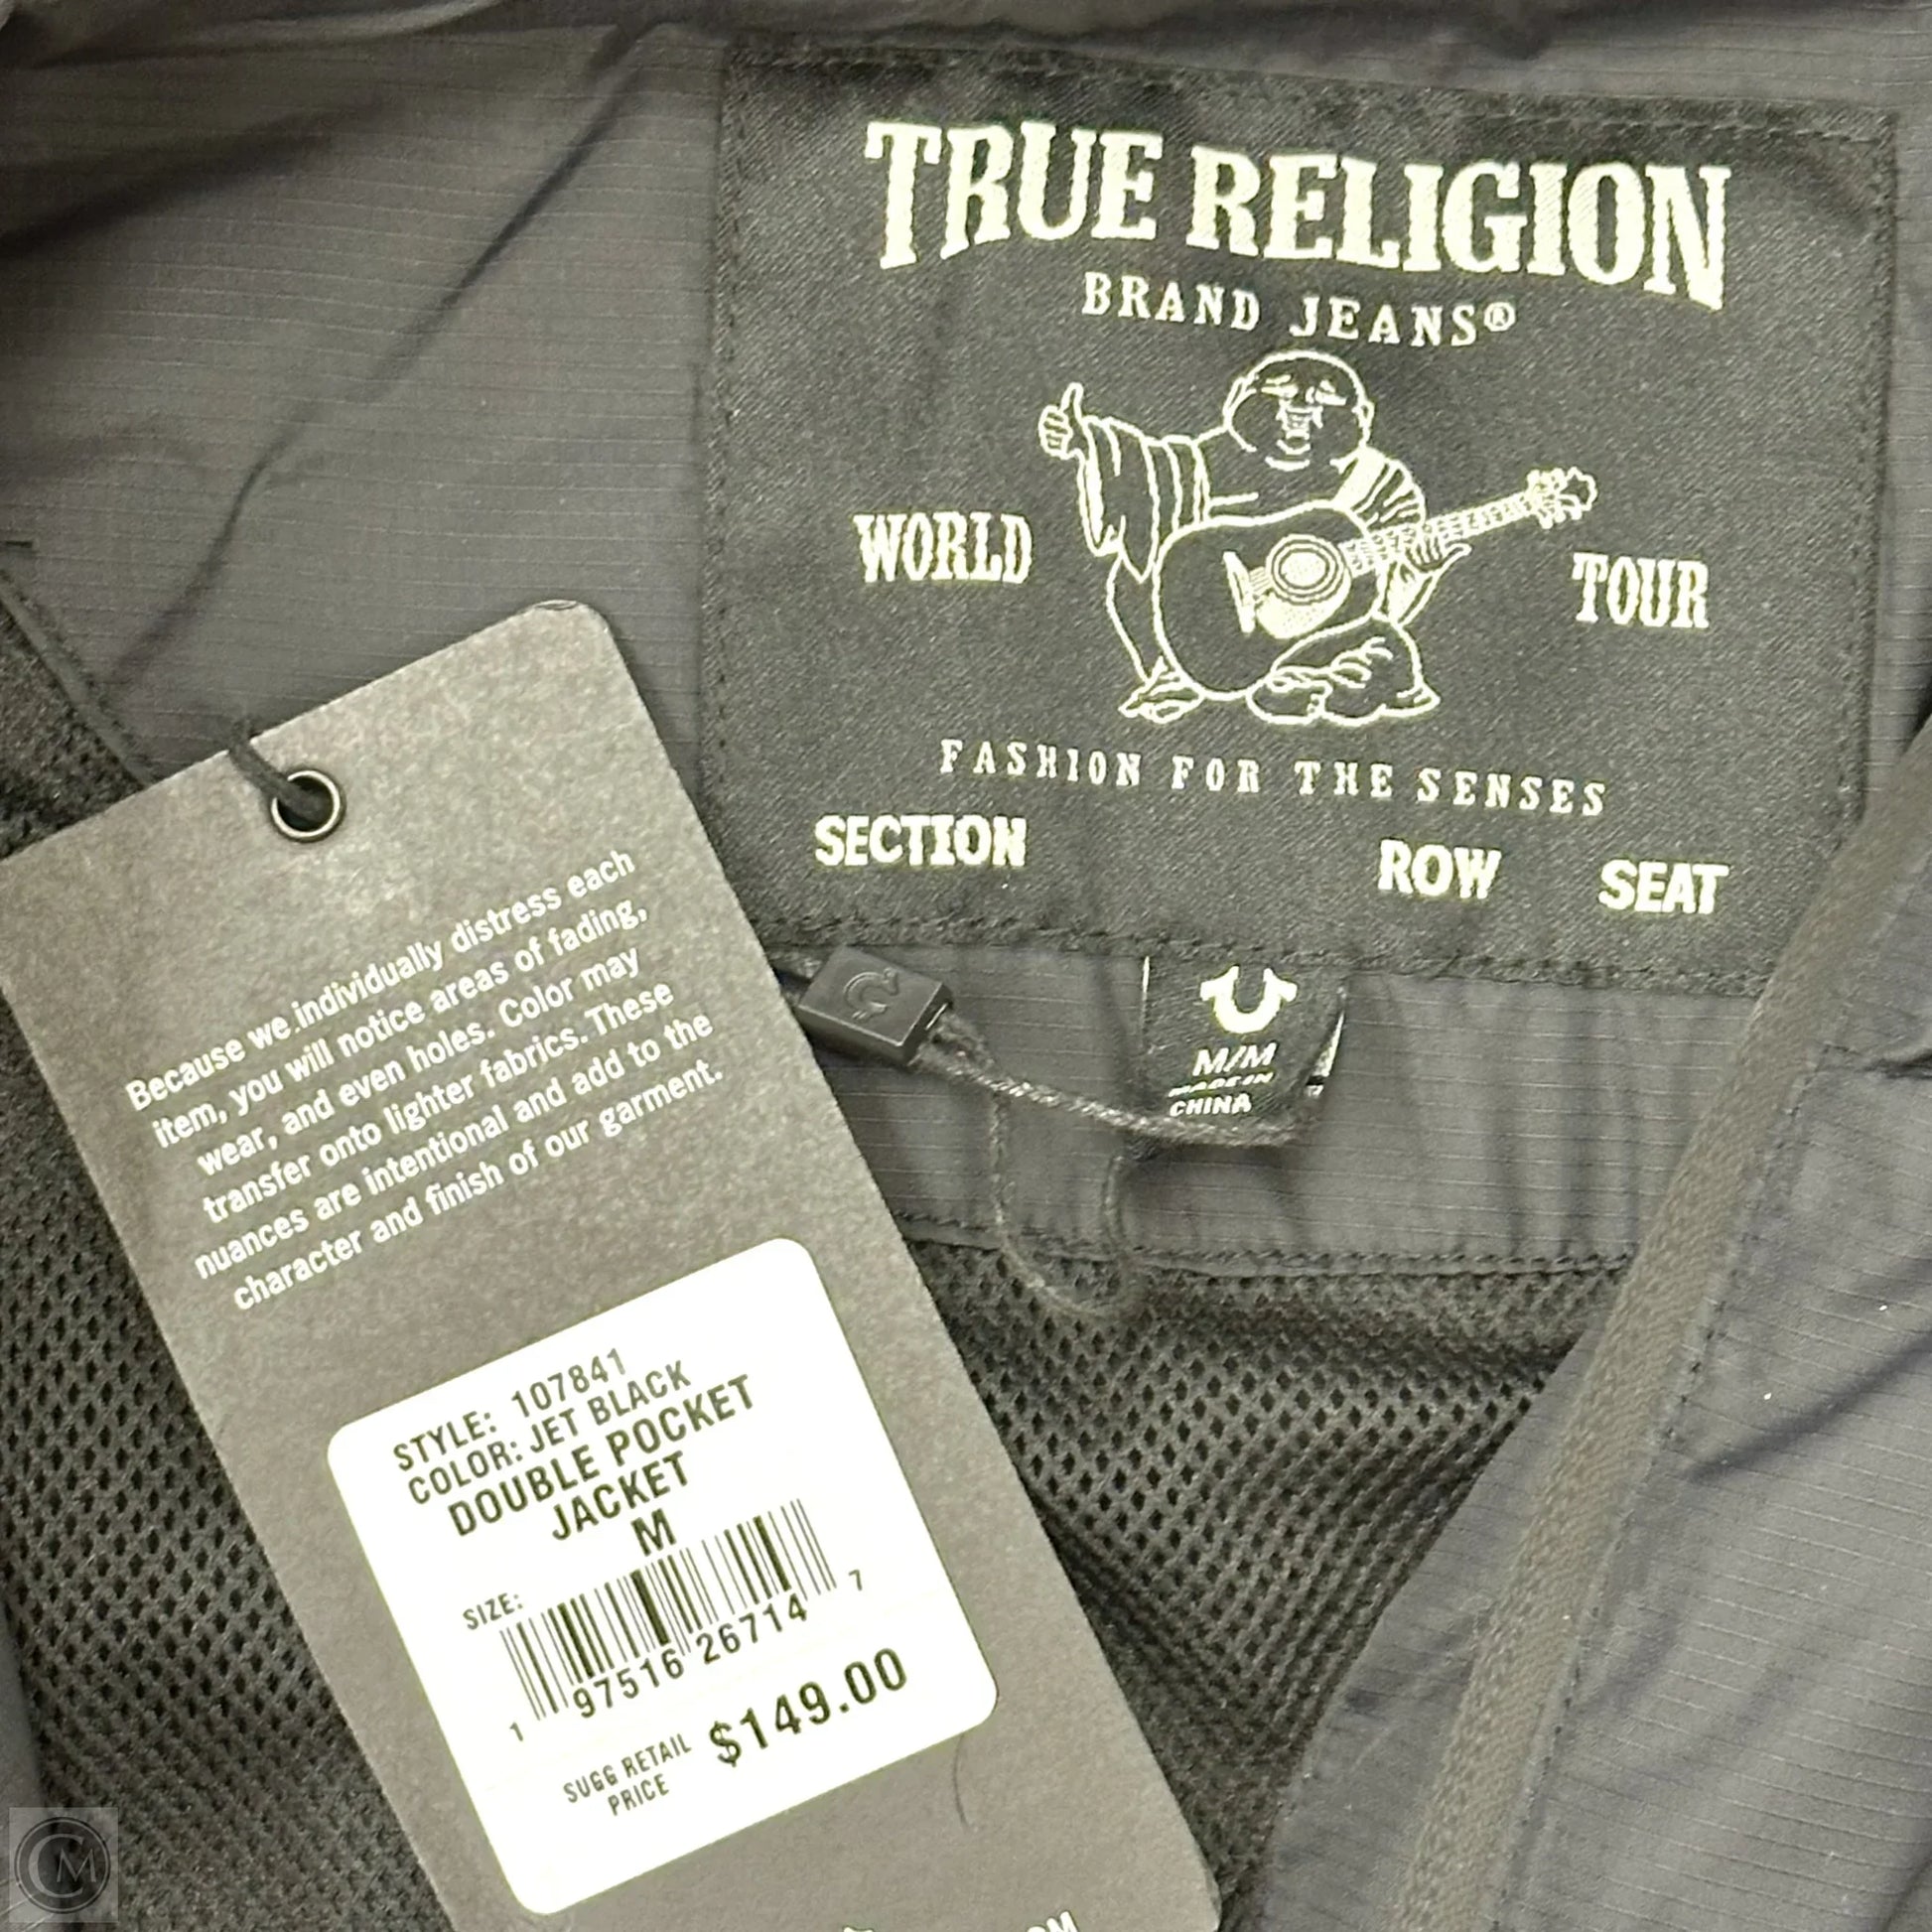 TRUE RELIGION
BRAND JEANS®
WORLD TOUR
FASHION FOR THE SENSES
SECTION ROW SEAT
M/M
MADE IN
CHINA
Because we individually distress each
item, you will notice areas of fading,
wear, and even holes. Color may
transfer onto lighter fabrics. These
nuances are intentional and add to the
character and finish of our garment.
STYLE: 107841
COLOR: JET BLACK
DOUBLE POCKET
JACKET
SIZE: M
1 97516 26714 7
SUGG RETAIL
PRICE $149.00
CM